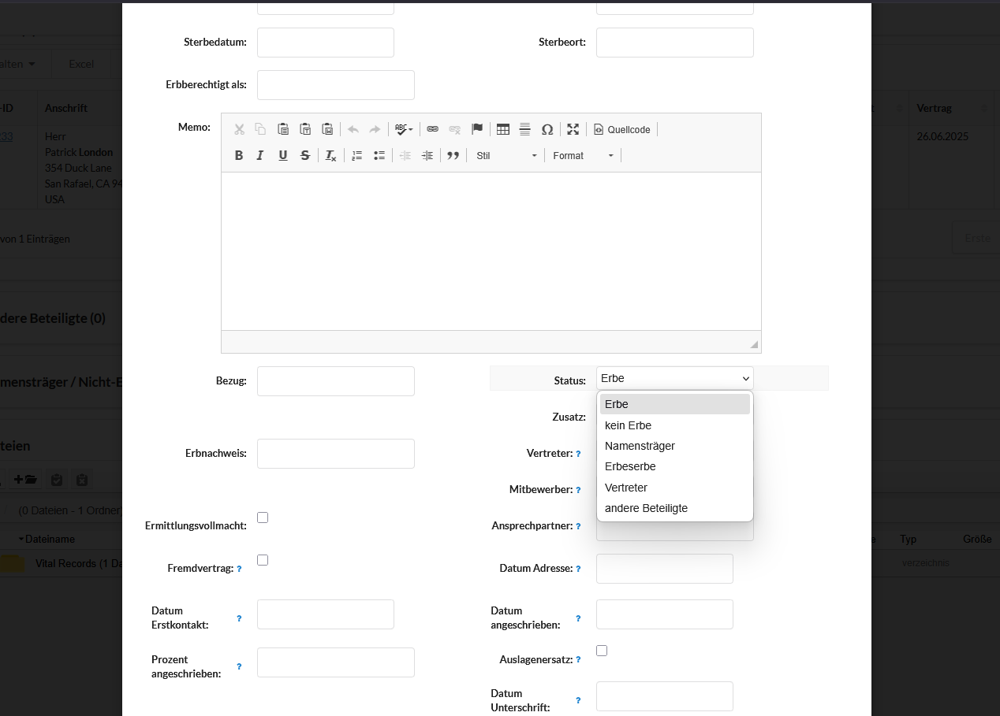 Sterbedatum:
Sterbeort:
alten
Excel
Erbberechtigt als:
-ID
Anschrift
Vertrag
Memo:
ABC
Quellcode
33
Herr
26.06.2025
Patrick London
B I U S Tx
Stil
Format
354 Duck Lane
San Rafael, CA 94
USA
von 1 Einträgen
Erste
dere Beteiligte (0)
mensträger / Nicht-E
Bezug:
Status:
Erbe
Erbe
Zusatz:
kein Erbe
teien
Erbnachweis:
Vertreter: ?
Namensträger
Erbeserbe
Mitbewerber: ?
Vertreter
(0 Dateien - 1 Ordner
andere Beteiligte
Ermittlungsvollmacht:
Ansprechpartner: ?
Dateiname
e
Typ
Größe
Vital Records (1 Da
verzeichnis
Fremdvertrag: ?
Datum Adresse: ?
Datum
Erstkontakt: ?
Datum
angeschrieben: ?
Prozent
angeschrieben: ?
Auslagenersatz: ?
Datum
Unterschrift: ?